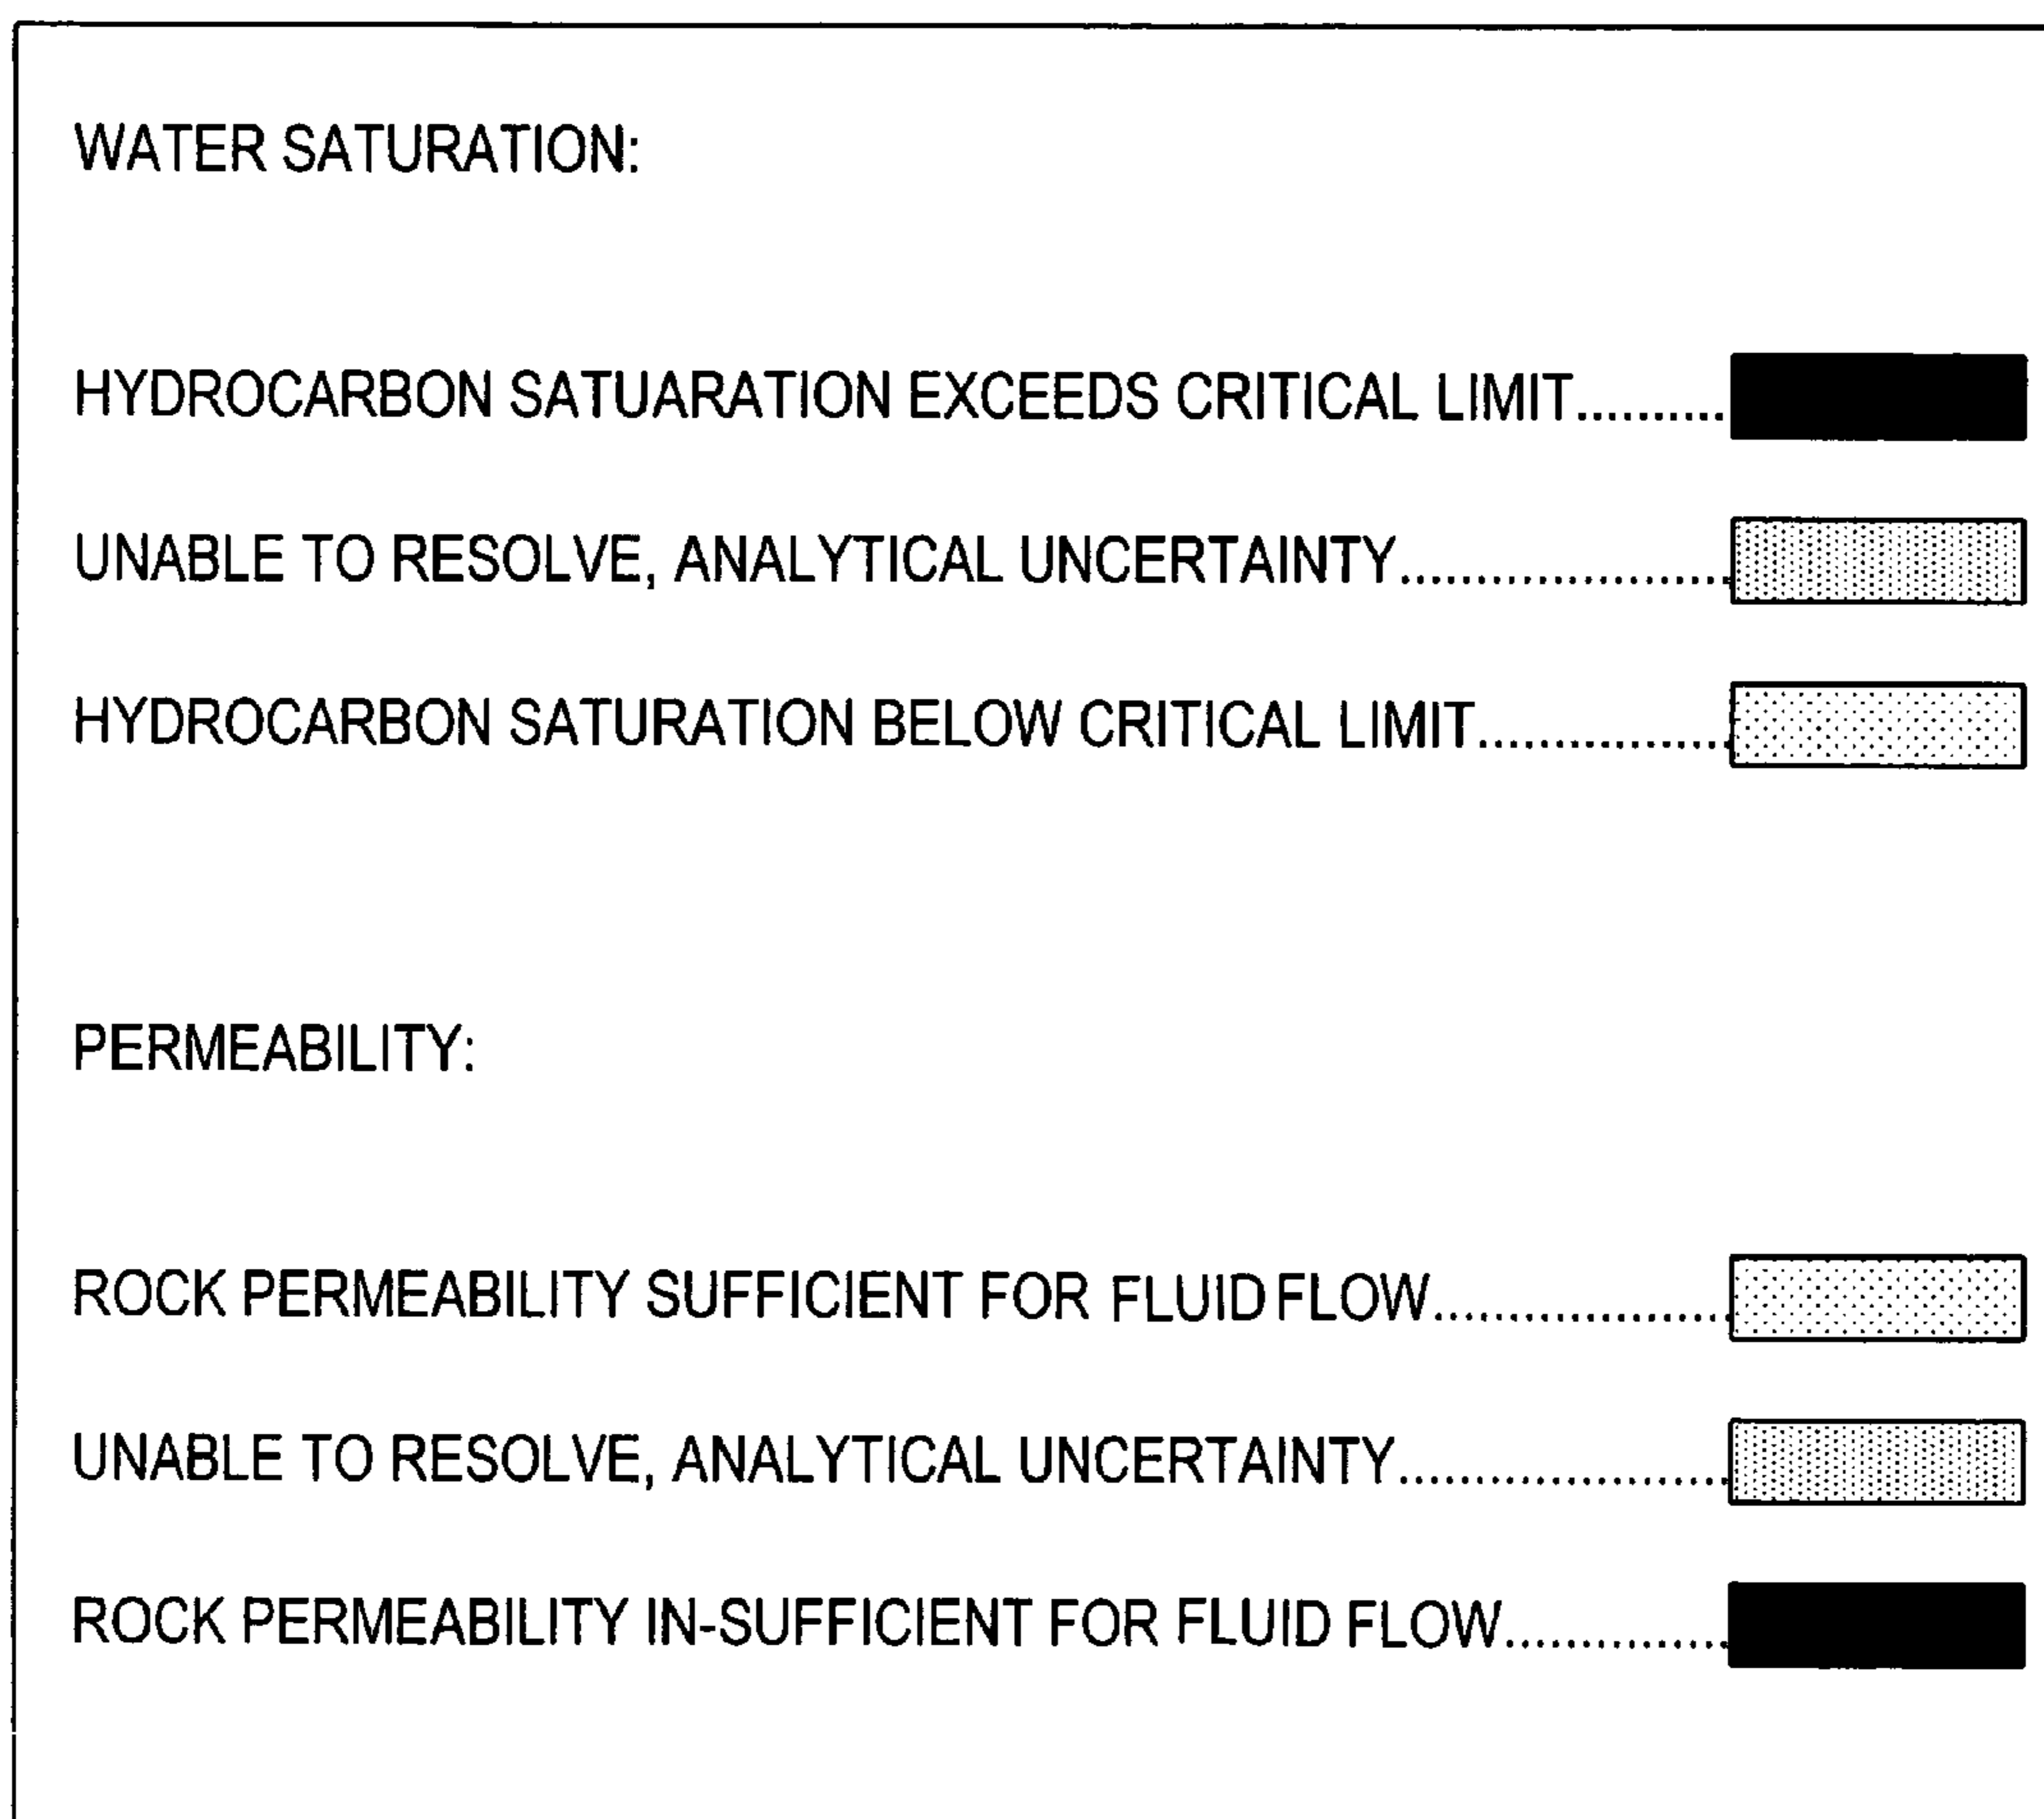 WATER SATURATION:
HYDROCARBON SATUARATION EXCEEDS CRITICAL LIMIT..........
UNABLE TO RESOLVE, ANALYTICAL UNCERTAINTY......................
HYDROCARBON SATURATION BELOW CRITICAL LIMIT.................
PERMEABILITY:
ROCK PERMEABILITY SUFFICIENT FOR FLUID FLOW....................
UNABLE TO RESOLVE, ANALYTICAL UNCERTAINTY......................
ROCK PERMEABILITY IN-SUFFICIENT FOR FLUID FLOW...............